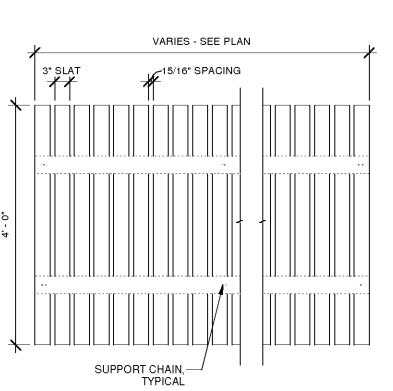 VARIES - SEE PLAN
3" SLAT
15/16" SPACING
4' - 0"
SUPPORT CHAIN,
TYPICAL